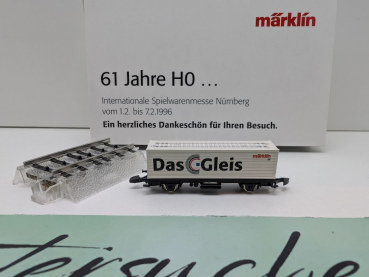 märklin
61 Jahre HO ...
Internationale Spielwarenmesse Nürnberg
vom 1.2. bis 7.2.1996
Ein herzliches Dankeschön für Ihren Besuch.
märklin
Das C-Gleis